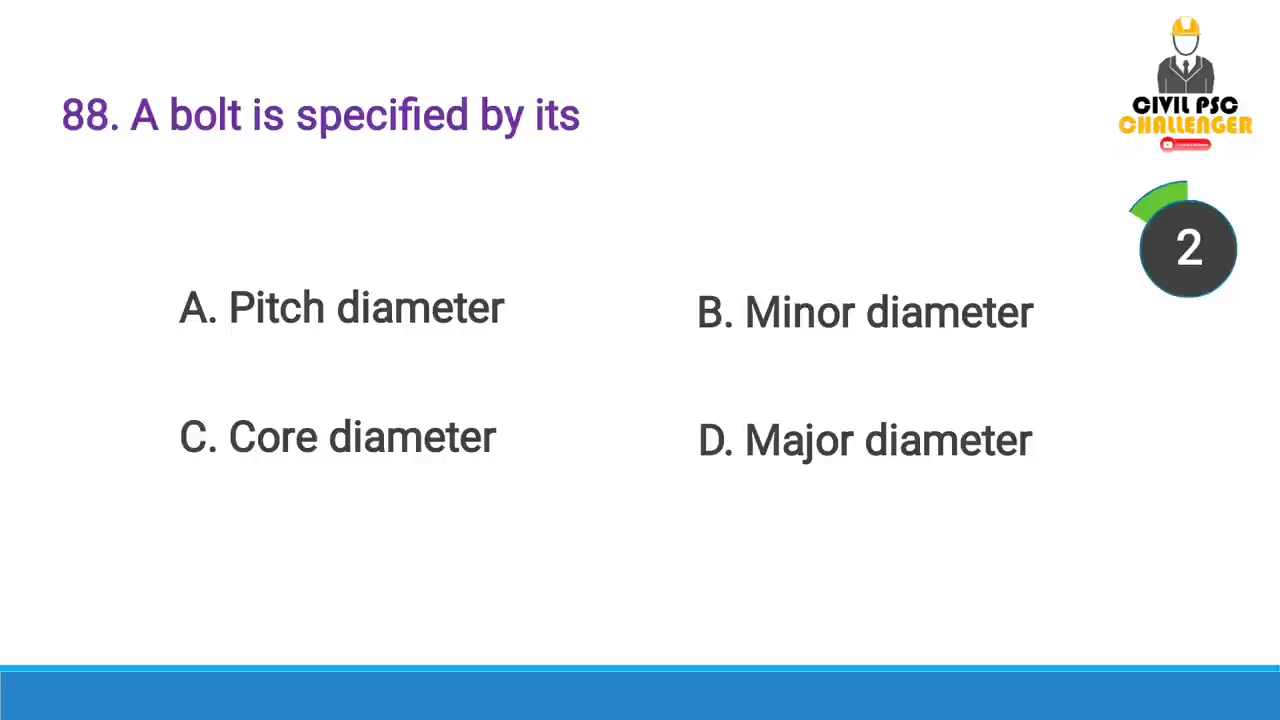 88. A bolt is specified by its
CIVIL PSC
CHALLENGER
2
A. Pitch diameter
B. Minor diameter
C. Core diameter
D. Major diameter